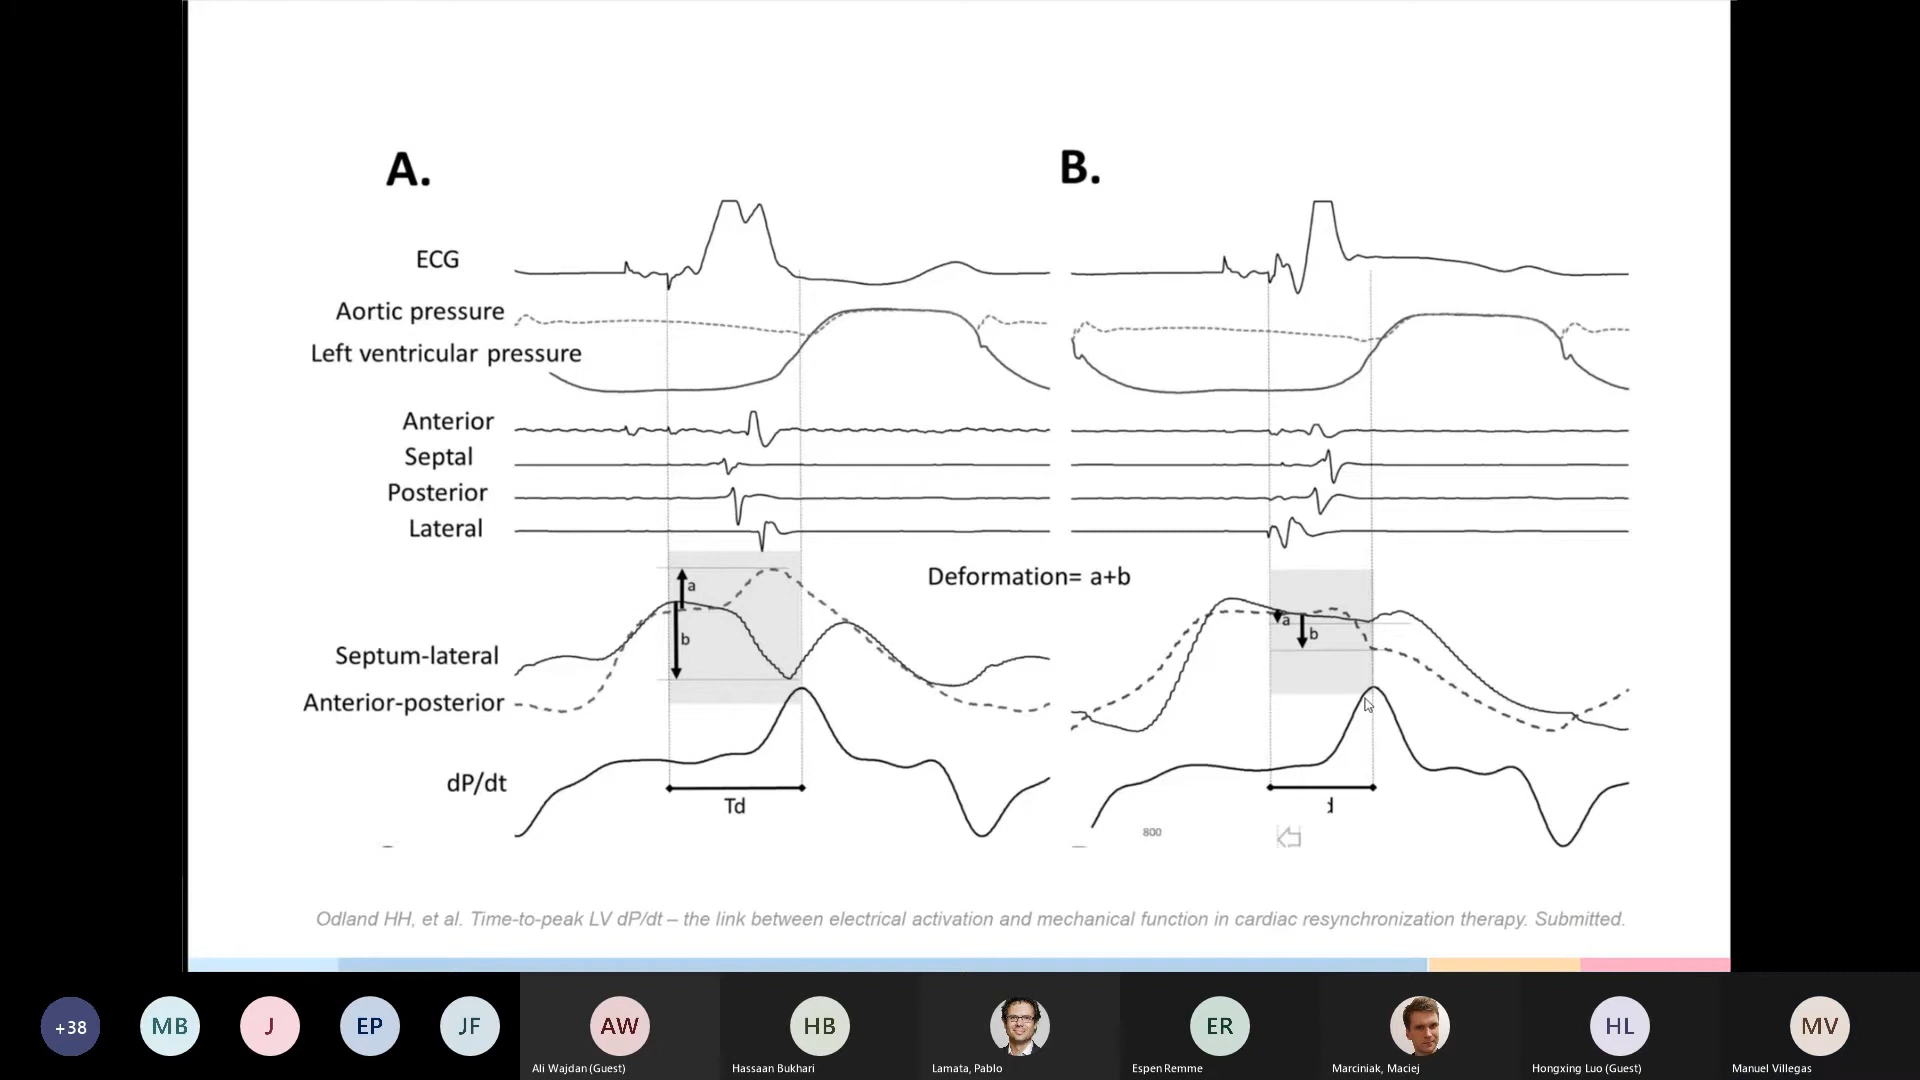 A.
B.
ECG
Aortic pressure
Left ventricular pressure
Anterior
Septal
Posterior
Lateral
Deformation= a+b
a
b
a
b
Septum-lateral
Anterior-posterior
dP/dt
Td
800
Odland HH, et al. Time-to-peak LV dP/dt – the link between electrical activation and mechanical function in cardiac resynchronization therapy. Submitted.
+38
MB
J
EP
JF
AW
HB
ER
HL
MV
Ali Wajdan (Guest)
Hassaan Bukhari
Lamata, Pablo
Espen Remme
Marciniak, Maciej
Hongxing Luo (Guest)
Manuel Villegas